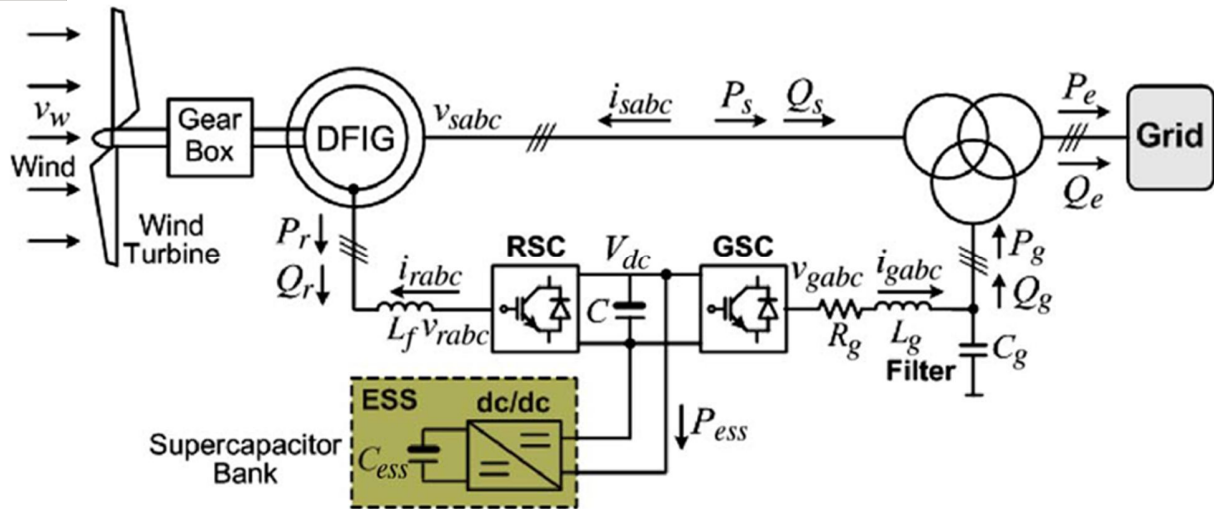 v_w
Wind
Wind
Turbine
Gear
Box
DFIG
v_sabc
i_sabc
P_s
Q_s
P_e
Q_e
Grid
P_r
Q_r
i_rabc
L_f v_rabc
RSC
V_dc
C
GSC
v_gabc
i_gabc
R_g
L_g
Filter
P_g
Q_g
C_g
ESS
dc/dc
C_ess
P_ess
Supercapacitor
Bank